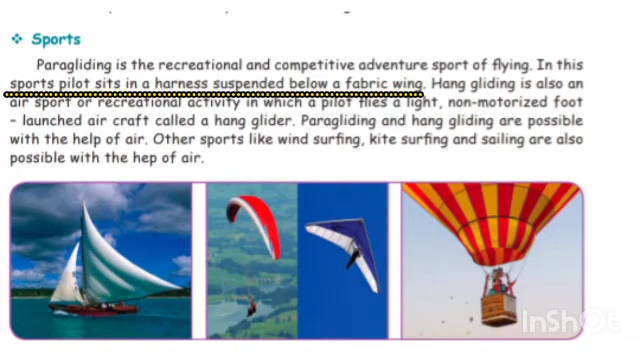 ❖ Sports
Paragliding is the recreational and competitive adventure sport of flying. In this
sports pilot sits in a harness suspended below a fabric wing. Hang gliding is also an
air sport or recreational activity in which a pilot flies a light, non-motorized foot
- launched air craft called a hang glider. Paragliding and hang gliding are possible
with the help of air. Other sports like wind surfing, kite surfing and sailing are also
possible with the hep of air.
InShOt